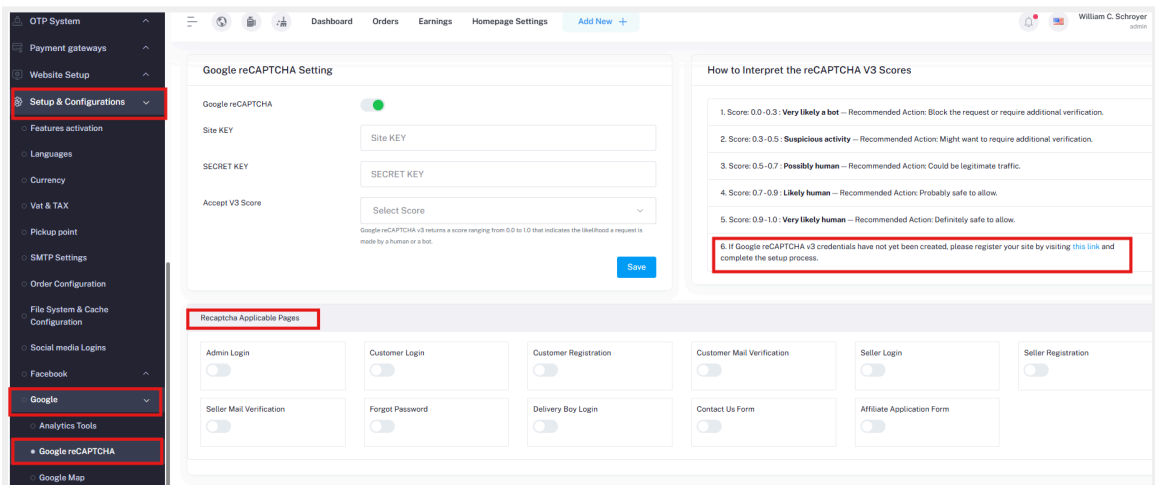 OTP System
Payment gateways
Website Setup
Setup & Configurations
Features activation
Languages
Currency
Vat & TAX
Pickup point
SMTP Settings
Order Configuration
File System & Cache
Configuration
Social media Logins
Facebook
Google
Analytics Tools
Google reCAPTCHA
Google Map
Dashboard Orders Earnings Homepage Settings Add New +
William C. Schroyer
admin
Google reCAPTCHA Setting
Google reCAPTCHA
Site KEY
Site KEY
SECRET KEY
SECRET KEY
Accept V3 Score
Select Score
Google reCAPTCHA v3 returns a score ranging from 0.0 to 1.0 that indicates the likelihood a request is
made by a human or a bot.
Save
How to Interpret the reCAPTCHA V3 Scores
1. Score: 0.0 - 0.3 : Very likely a bot — Recommended Action: Block the request or require additional verification.
2. Score: 0.3 - 0.5 : Suspicious activity — Recommended Action: Might want to require additional verification.
3. Score: 0.5 - 0.7 : Possibly human — Recommended Action: Could be legitimate traffic.
4. Score: 0.7 - 0.9 : Likely human — Recommended Action: Probably safe to allow.
5. Score: 0.9 - 1.0 : Very likely human — Recommended Action: Definitely safe to allow.
6. If Google reCAPTCHA v3 credentials have not yet been created, please register your site by visiting this link and
complete the setup process.
Recaptcha Applicable Pages
Admin Login
Customer Login
Customer Registration
Customer Mail Verification
Seller Login
Seller Registration
Seller Mail Verification
Forgot Password
Delivery Boy Login
Contact Us Form
Affiliate Application Form